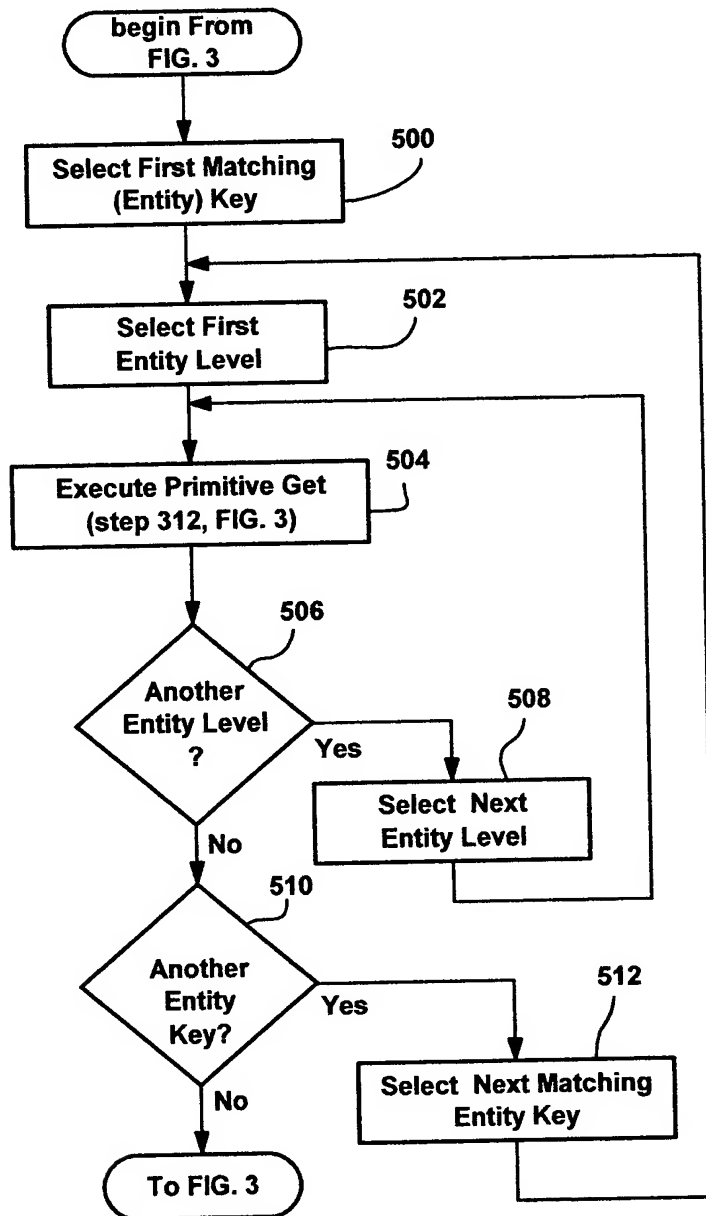 begin From
FIG. 3
500
Select First Matching
(Entity) Key
502
Select First
Entity Level
504
Execute Primitive Get
(step 312, FIG. 3)
506
Another
Entity Level
?
Yes
508
Select Next
Entity Level
No
510
Another
Entity
Key?
Yes
512
Select Next Matching
Entity Key
No
To FIG. 3